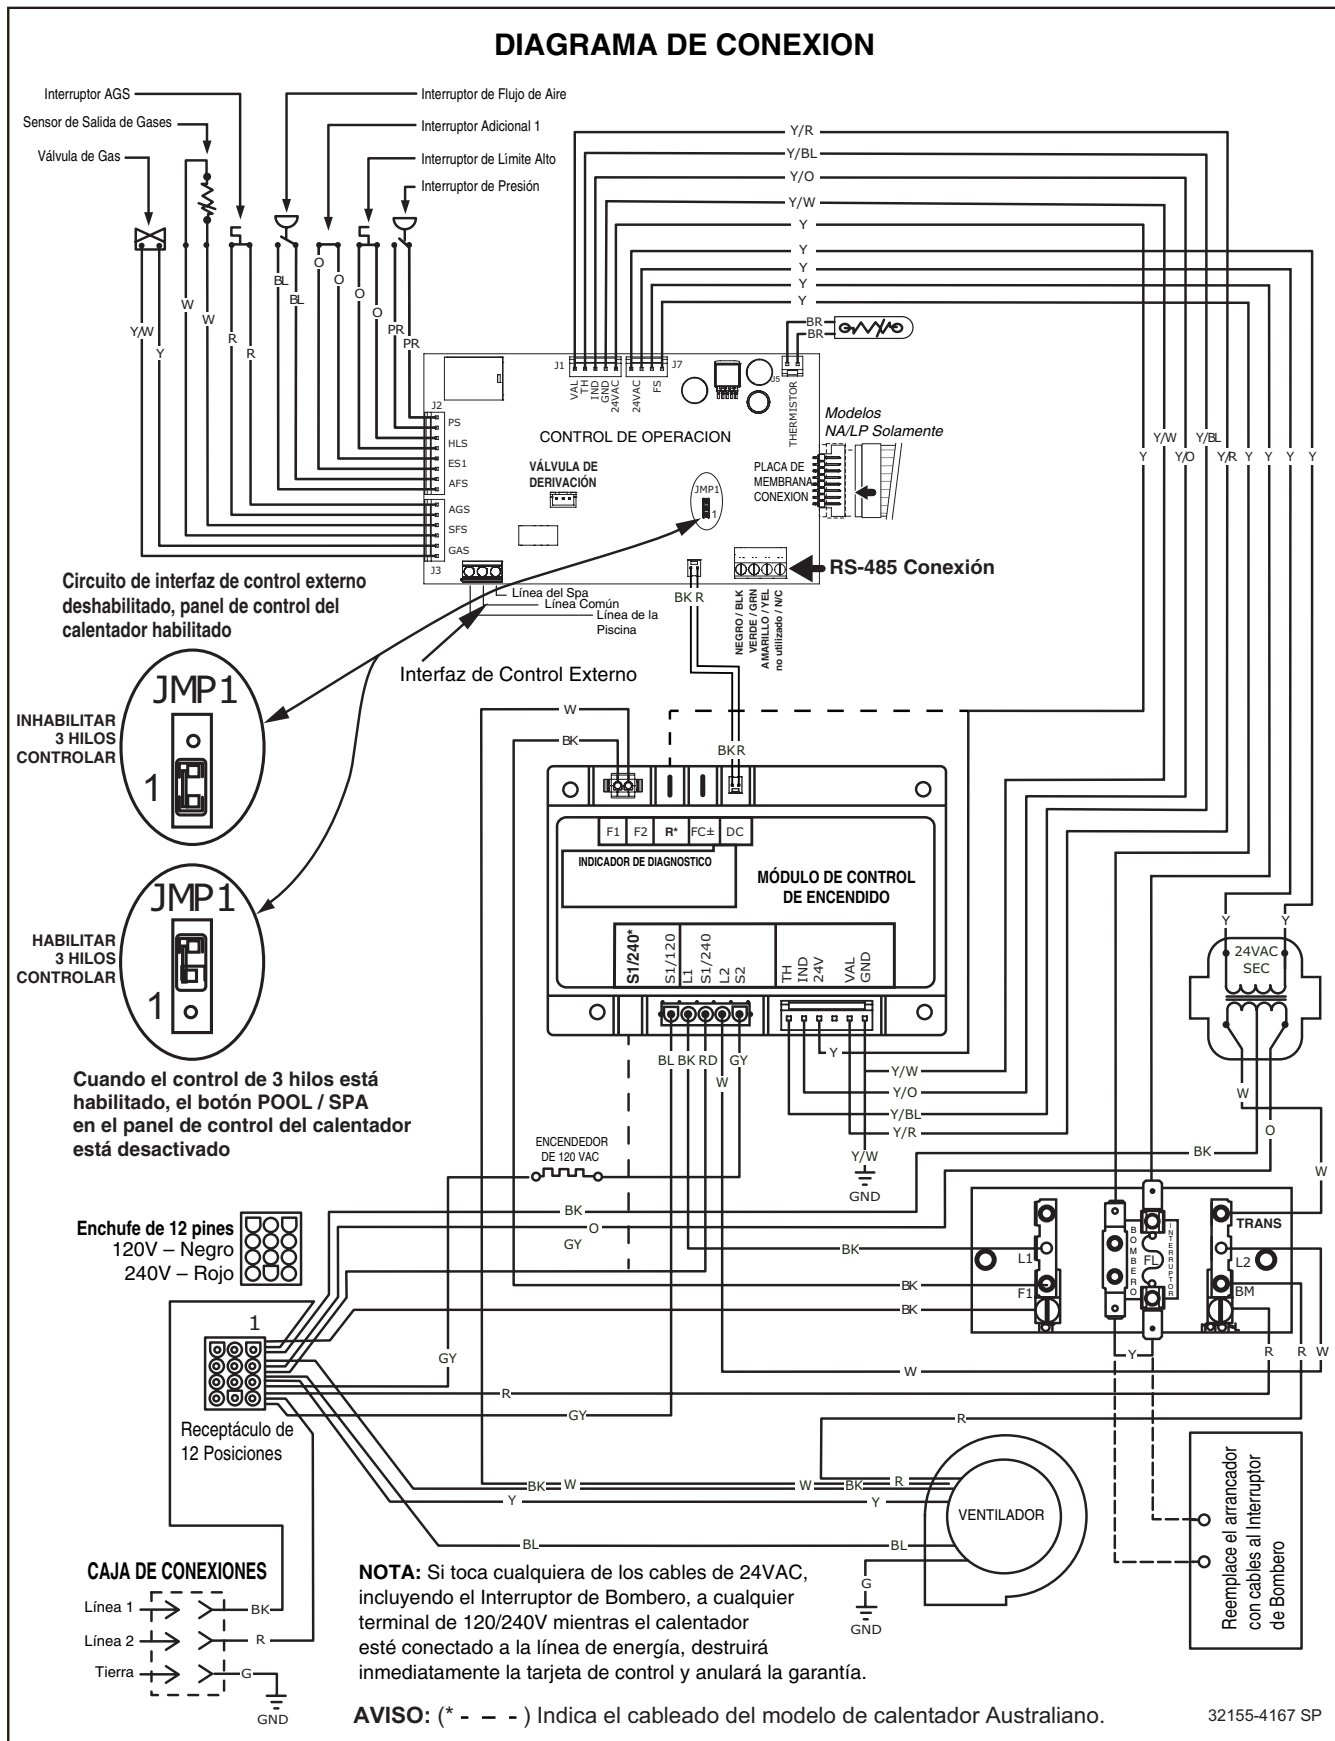 DIAGRAMA DE CONEXION
Interruptor AGS
Sensor de Salida de Gases
Válvula de Gas
Interruptor de Flujo de Aire
Interruptor Adicional 1
Interruptor de Límite Alto
Interruptor de Presión
Y/R
Y/BL
Y/O
Y/W
Y
Y
Y
Y
Y
W
W
R
R
BL
BL
O
O
O
O
PR
PR
Y/W
Y
BR
BR
J1
VAL
TH
IND
GND
24VAC
24VAC
FS
J7
J5
THERMISTOR
J2
PS
HLS
ES1
AFS
AGS
SFS
GAS
J3
CONTROL DE OPERACION
VÁLVULA DE
DERIVACIÓN
JMP1
1
PLACA DE
MEMBRANA
CONEXION
Modelos
NA/LP Solamente
Y/W
Y/BL
Y
Y/O
Y/R
Y
Y
Y
Y
RS-485 Conexión
NEGRO / BLK
VERDE / GRN
AMARILLO / YEL
no utilizado / N/C
BK R
Línea del Spa
Línea Común
Línea de la
Piscina
Interfaz de Control Externo
Circuito de interfaz de control externo
deshabilitado, panel de control del
calentador habilitado
JMP1
1
INHABILITAR
3 HILOS
CONTROLAR
JMP1
1
HABILITAR
3 HILOS
CONTROLAR
Cuando el control de 3 hilos está
habilitado, el botón POOL / SPA
en el panel de control del calentador
está desactivado
W
BK
BKR
F1
F2
R*
FC±
DC
INDICADOR DE DIAGNOSTICO
MÓDULO DE CONTROL
DE ENCENDIDO
S1/240*
S1/120
L1
S1/240
L2
S2
TH
IND
24V
VAL
GND
BL BK RD GY
W
Y
Y/W
Y/O
Y/BL
Y/R
Y/W
GND
Y
Y
24VAC
SEC
W
O
W
BK
ENCENDEDOR
DE 120 VAC
BK
O
GY
BK
BK
BK
L1
F1
BOMBERO
FL
INTERRUPTOR
TRANS
L2
BM
Y
R
R
W
Enchufe de 12 pines
120V – Negro
240V – Rojo
1
Receptáculo de
12 Posiciones
GY
W
R
GY
R
BK W
W BK R
Y
Y
BL
BL
VENTILADOR
G
GND
Reemplace el arrancador
con cables al Interruptor
de Bombero
CAJA DE CONEXIONES
Línea 1
BK
Línea 2
R
Tierra
G
GND
NOTA: Si toca cualquiera de los cables de 24VAC,
incluyendo el Interruptor de Bombero, a cualquier
terminal de 120/240V mientras el calentador
esté conectado a la línea de energía, destruirá
inmediatamente la tarjeta de control y anulará la garantía.
AVISO: (* - – - ) Indica el cableado del modelo de calentador Australiano.
32155-4167 SP